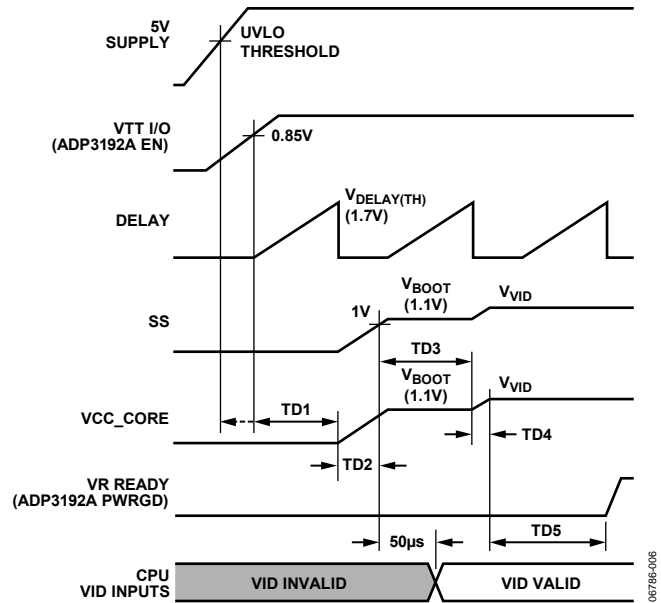 5V
SUPPLY
UVLO
THRESHOLD
VTT I/O
(ADP3192A EN)
0.85V
DELAY
VDELAY(TH)
(1.7V)
SS
1V
VBOOT
(1.1V)
VVID
TD3
VCC_CORE
TD1
VBOOT
(1.1V)
VVID
TD4
TD2
VR READY
(ADP3192A PWRGD)
50µs
TD5
CPU
VID INPUTS
VID INVALID
VID VALID
06786-006